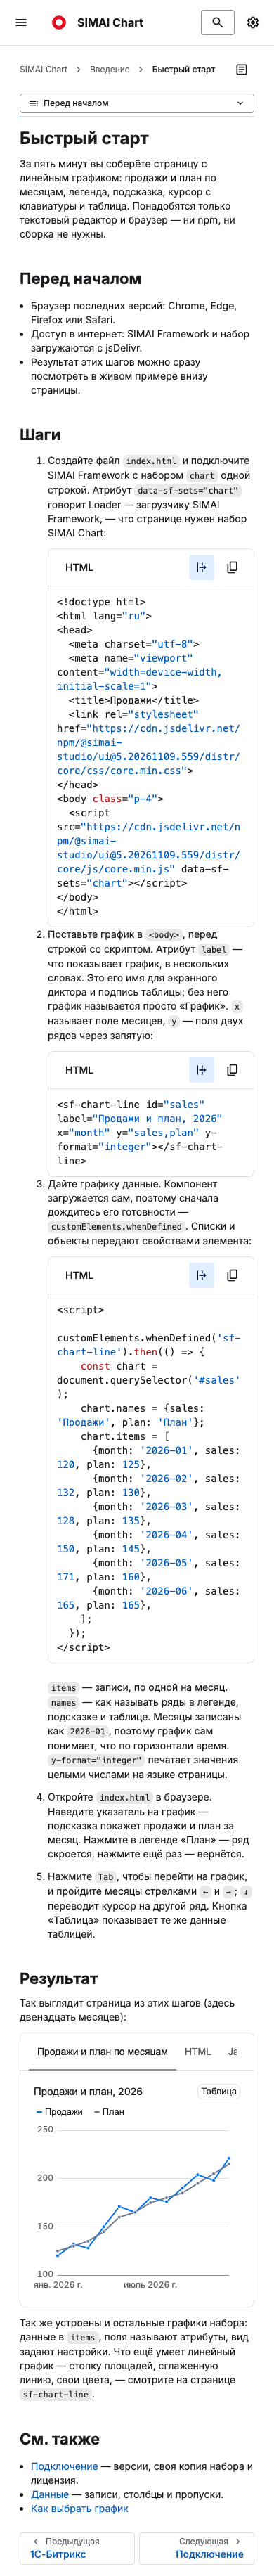 SIMAI Chart
SIMAI Chart > Введение > Быстрый старт
Перед началом
Быстрый старт
За пять минут вы соберёте страницу с
линейным графиком: продажи и план по
месяцам, легенда, подсказка, курсор с
клавиатуры и таблица. Понадобятся только
текстовый редактор и браузер — ни npm, ни
сборка не нужны.
Перед началом
• Браузер последних версий: Chrome, Edge,
Firefox или Safari.
• Доступ в интернет: SIMAI Framework и набор
загружаются с jsDelivr.
• Результат этих шагов можно сразу
посмотреть в живом примере внизу
страницы.
Шаги
1. Создайте файл index.html и подключите
SIMAI Framework с набором chart одной
строкой. Атрибут data-sf-sets="chart"
говорит Loader — загрузчику SIMAI
Framework, — что странице нужен набор
SIMAI Chart:
HTML
<!doctype html>
<html lang="ru">
<head>
<meta charset="utf-8">
<meta name="viewport"
content="width=device-width,
initial-scale=1">
<title>Продажи</title>
<link rel="stylesheet"
href="https://cdn.jsdelivr.net/
npm/@simai-
studio/ui@5.20261109.559/distr/
core/css/core.min.css">
</head>
<body class="p-4">
<script
src="https://cdn.jsdelivr.net/n
pm/@simai-
studio/ui@5.20261109.559/distr/
core/js/core.min.js" data-sf-
sets="chart"></script>
</body>
</html>
2. Поставьте график в <body>, перед
строкой со скриптом. Атрибут label —
что показывает график, в нескольких
словах. Это его имя для экранного
диктора и подпись таблицы; без него
график называется просто «График». x
называет поле месяцев, y — поля двух
рядов через запятую:
HTML
<sf-chart-line id="sales"
label="Продажи и план, 2026"
x="month" y="sales,plan" y-
format="integer"></sf-chart-
line>
3. Дайте графику данные. Компонент
загружается сам, поэтому сначала
дождитесь его готовности —
customElements.whenDefined. Списки и
объекты передают свойствами элемента:
HTML
<script>
customElements.whenDefined('sf-
chart-line').then(() => {
const chart =
document.querySelector('#sales'
);
chart.names = {sales:
'Продажи', plan: 'План'};
chart.items = [
{month: '2026-01', sales:
120, plan: 125},
{month: '2026-02', sales:
132, plan: 130},
{month: '2026-03', sales:
128, plan: 135},
{month: '2026-04', sales:
150, plan: 145},
{month: '2026-05', sales:
171, plan: 160},
{month: '2026-06', sales:
165, plan: 165},
];
});
</script>
items — записи, по одной на месяц.
names — как называть ряды в легенде,
подсказке и таблице. Месяцы записаны
как 2026-01, поэтому график сам
понимает, что по горизонтали время.
y-format="integer" печатает значения
целыми числами на языке страницы.
4. Откройте index.html в браузере.
Наведите указатель на график —
подсказка покажет продажи и план за
месяц. Нажмите в легенде «План» — ряд
скроется, нажмите ещё раз — вернётся.
5. Нажмите Tab, чтобы перейти на график,
и пройдите месяцы стрелками ← и →; ↓
переводит курсор на другой ряд. Кнопка
«Таблица» показывает те же данные
таблицей.
Результат
Так выглядит страница из этих шагов (здесь
двенадцать месяцев):
Продажи и план по месяцам HTML
Продажи и план, 2026 Таблица
Продажи План
250
200
150
100
янв. 2026 г. июль 2026 г.
Так же устроены и остальные графики набора:
данные в items, поля называют атрибуты, вид
задают настройки. Что ещё умеет линейный
график — стопку площадей, сглаженную
линию, свои цвета, — смотрите на странице
sf-chart-line.
См. также
• Подключение — версии, своя копия набора и
лицензия.
• Данные — записи, столбцы и пропуски.
• Как выбрать график
Предыдущая
1С-Битрикс
Следующая
Подключение